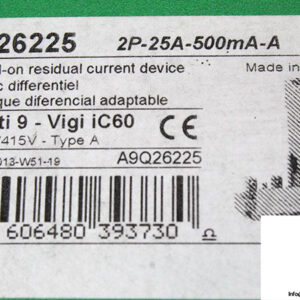 26225 2P-25A-500mA-A
-on residual current device
Made in
c differentiel
que diferencial adaptable
ti 9 - Vigi iC60
415V - Type A
CE
013-W51-19 A9Q26225
606480 393730